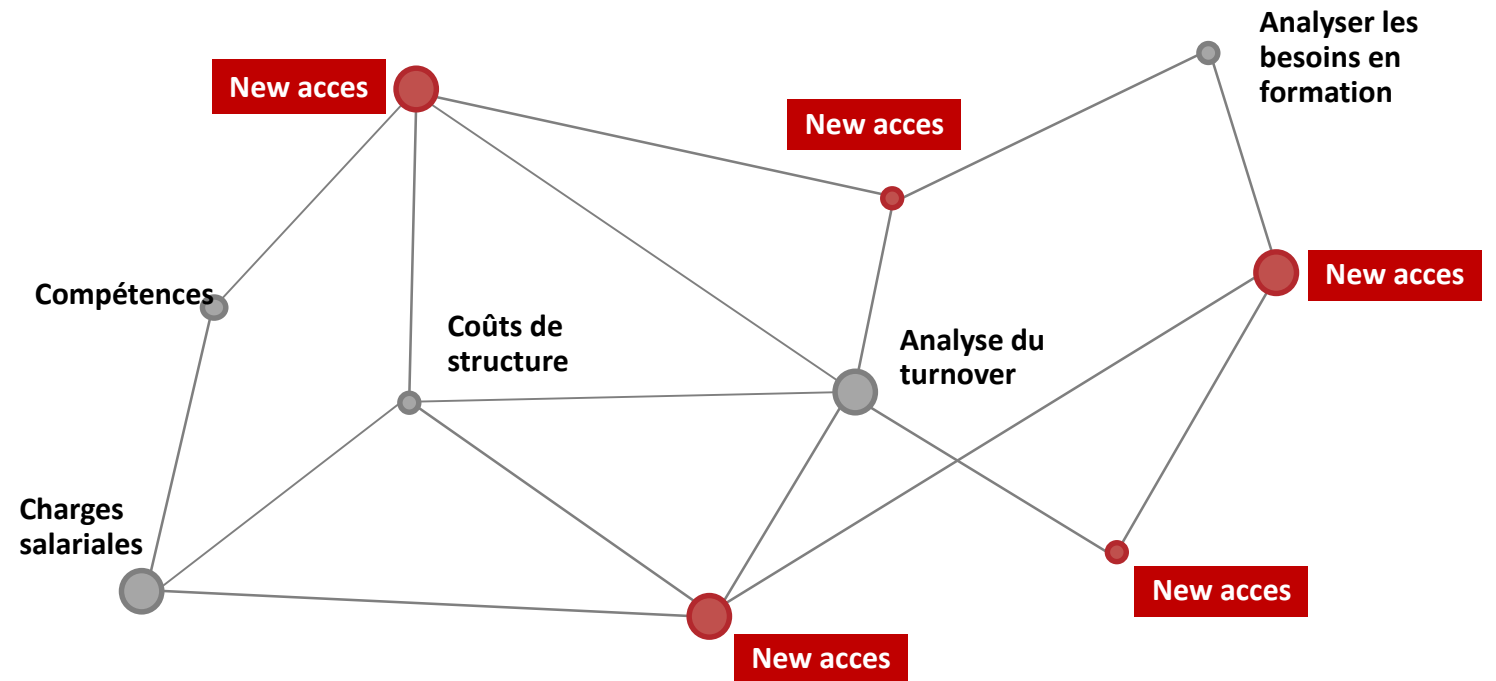 Analyser les
besoins en
formation
New acces
New acces
New acces
Compétences
Coûts de
structure
Analyse du
turnover
Charges
salariales
New acces
New acces